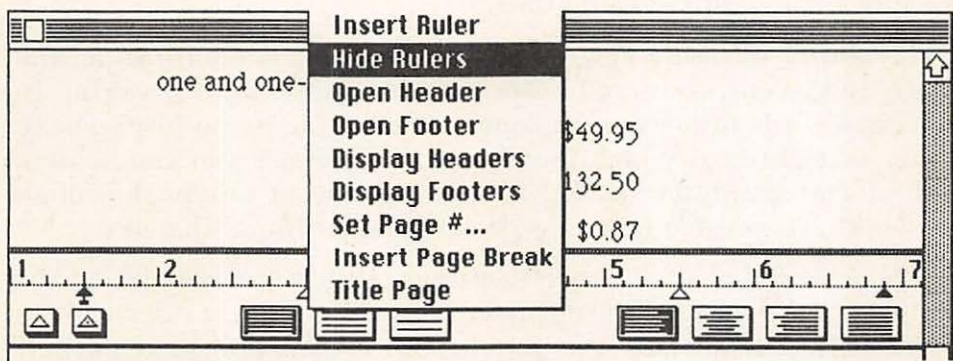 Insert Ruler
Hide Rulers
one and one-
Open Header
Open Footer
$49.95
Display Headers
132.50
Display Footers
Set Page #...
$0.87
Insert Page Break
1 2 5 6 7
Title Page